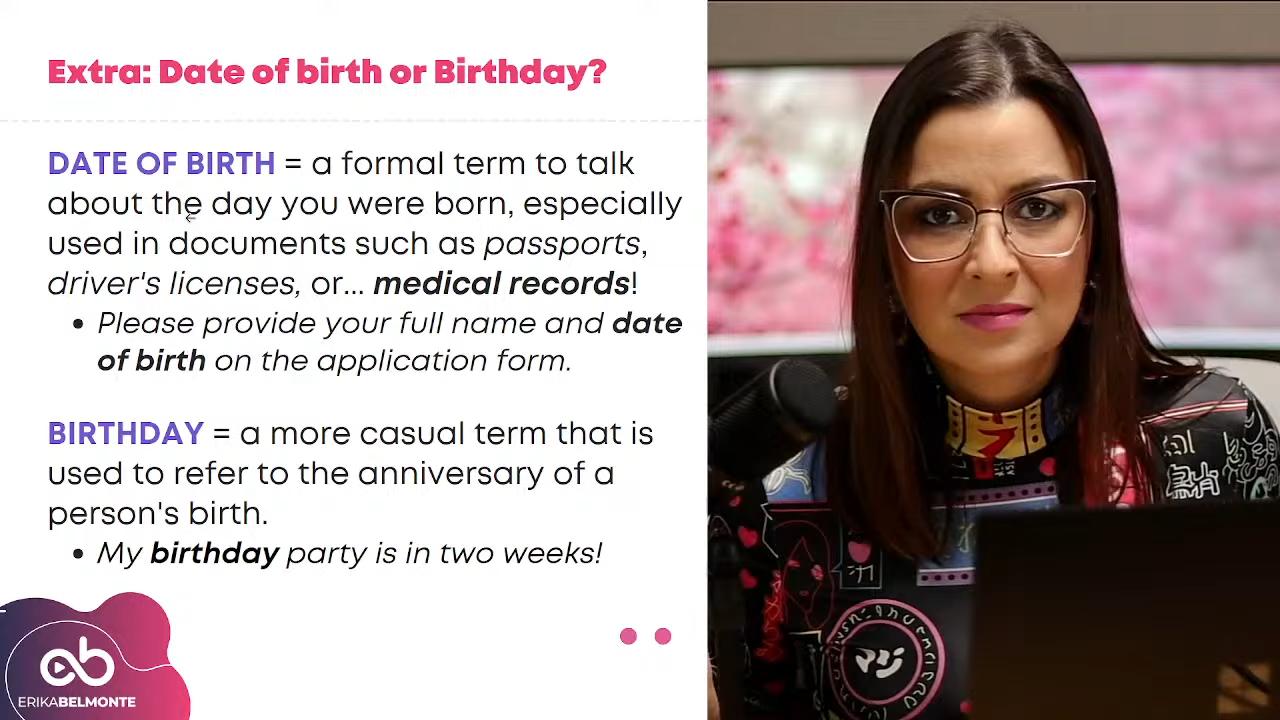 Extra: Date of birth or Birthday?
DATE OF BIRTH = a formal term to talk
about the day you were born, especially
used in documents such as passports,
driver's licenses, or... medical records!
• Please provide your full name and date
of birth on the application form.
BIRTHDAY = a more casual term that is
used to refer to the anniversary of a
person's birth.
• My birthday party is in two weeks!
eb
ERIKABELMONTE